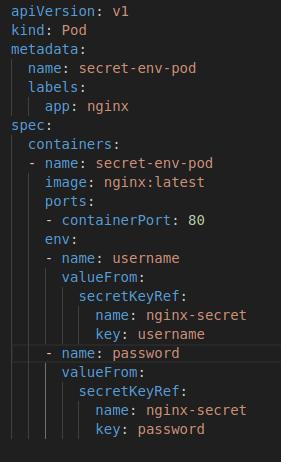 apiVersion: v1
kind: Pod
metadata:
  name: secret-env-pod
  labels:
    app: nginx
spec:
  containers:
  - name: secret-env-pod
    image: nginx:latest
    ports:
    - containerPort: 80
    env:
    - name: username
      valueFrom:
        secretKeyRef:
          name: nginx-secret
          key: username
    - name: password
      valueFrom:
        secretKeyRef:
          name: nginx-secret
          key: password